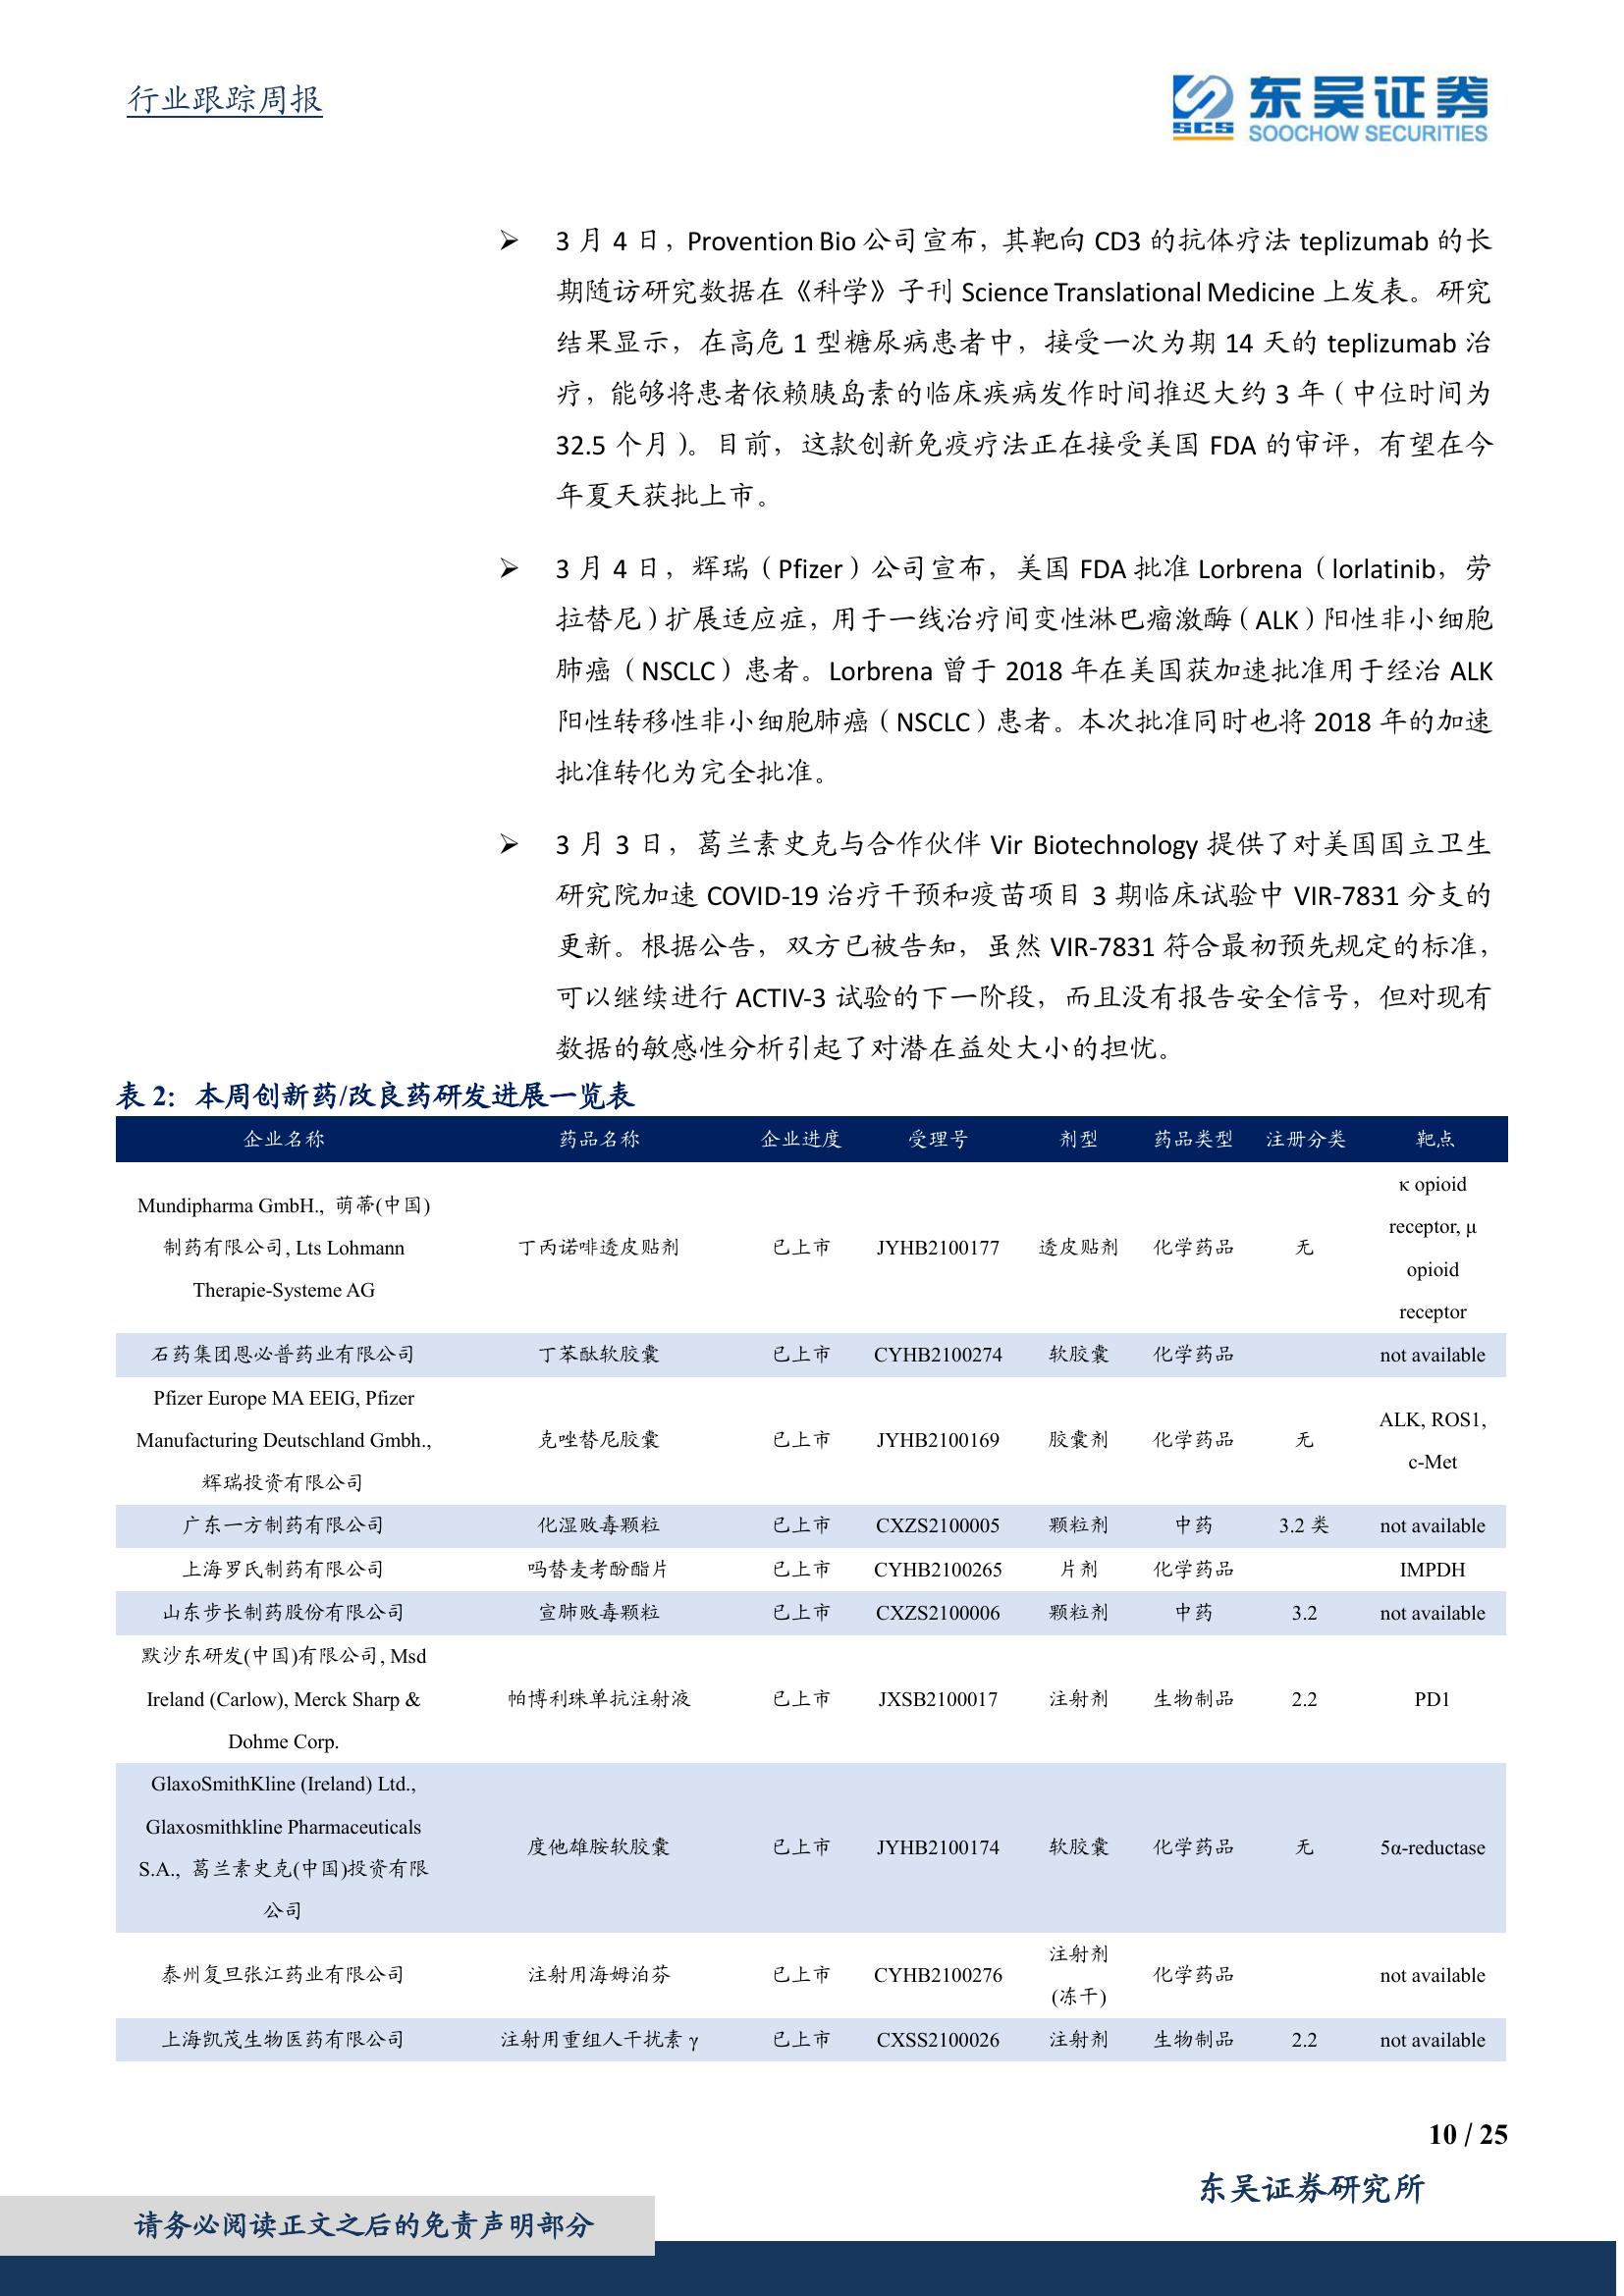 行业跟踪周报
SCS
东吴证券
SOOCHOW SECURITIES
➢ 3 月 4 日，Provention Bio 公司宣布，其靶向 CD3 的抗体疗法 teplizumab 的长
期随访研究数据在《科学》子刊 Science Translational Medicine 上发表。研究
结果显示，在高危 1 型糖尿病患者中，接受一次为期 14 天的 teplizumab 治
疗，能够将患者依赖胰岛素的临床疾病发作时间推迟大约 3 年（中位时间为
32.5 个月）。目前，这款创新免疫疗法正在接受美国 FDA 的审评，有望在今
年夏天获批上市。
➢ 3 月 4 日，辉瑞（Pfizer）公司宣布，美国 FDA 批准 Lorbrena（lorlatinib，劳
拉替尼）扩展适应症，用于一线治疗间变性淋巴瘤激酶（ALK）阳性非小细胞
肺癌（NSCLC）患者。Lorbrena 曾于 2018 年在美国获加速批准用于经治 ALK
阳性转移性非小细胞肺癌（NSCLC）患者。本次批准同时也将 2018 年的加速
批准转化为完全批准。
➢ 3 月 3 日，葛兰素史克与合作伙伴 Vir Biotechnology 提供了对美国国立卫生
研究院加速 COVID-19 治疗干预和疫苗项目 3 期临床试验中 VIR-7831 分支的
更新。根据公告，双方已被告知，虽然 VIR-7831 符合最初预先规定的标准，
可以继续进行 ACTIV-3 试验的下一阶段，而且没有报告安全信号，但对现有
数据的敏感性分析引起了对潜在益处大小的担忧。
表 2：本周创新药/改良药研发进展一览表
企业名称 药品名称 企业进度 受理号 剂型 药品类型 注册分类 靶点
Mundipharma GmbH., 萌蒂(中国)
制药有限公司, Lts Lohmann
Therapie-Systeme AG
丁丙诺啡透皮贴剂 已上市 JYHB2100177 透皮贴剂 化学药品 无
κ opioid
receptor, μ
opioid
receptor
石药集团恩必普药业有限公司 丁苯酞软胶囊 已上市 CYHB2100274 软胶囊 化学药品 not available
Pfizer Europe MA EEIG, Pfizer
Manufacturing Deutschland Gmbh.,
辉瑞投资有限公司
克唑替尼胶囊 已上市 JYHB2100169 胶囊剂 化学药品 无
ALK, ROS1,
c-Met
广东一方制药有限公司 化湿败毒颗粒 已上市 CXZS2100005 颗粒剂 中药 3.2 类 not available
上海罗氏制药有限公司 吗替麦考酚酯片 已上市 CYHB2100265 片剂 化学药品 IMPDH
山东步长制药股份有限公司 宣肺败毒颗粒 已上市 CXZS2100006 颗粒剂 中药 3.2 not available
默沙东研发(中国)有限公司, Msd
Ireland (Carlow), Merck Sharp &
Dohme Corp.
帕博利珠单抗注射液 已上市 JXSB2100017 注射剂 生物制品 2.2 PD1
GlaxoSmithKline (Ireland) Ltd.,
Glaxosmithkline Pharmaceuticals
S.A., 葛兰素史克(中国)投资有限
公司
度他雄胺软胶囊 已上市 JYHB2100174 软胶囊 化学药品 无 5α-reductase
泰州复旦张江药业有限公司 注射用海姆泊芬 已上市 CYHB2100276
注射剂
(冻干)
化学药品 not available
上海凯茂生物医药有限公司 注射用重组人干扰素 γ 已上市 CXSS2100026 注射剂 生物制品 2.2 not available
10 / 25
东吴证券研究所
请务必阅读正文之后的免责声明部分